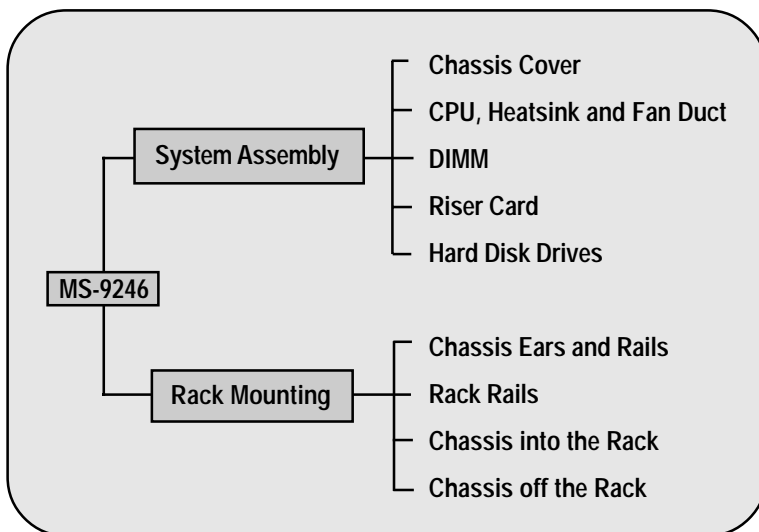 Chassis Cover
CPU, Heatsink and Fan Duct
System Assembly
DIMM
Riser Card
Hard Disk Drives
MS-9246
Chassis Ears and Rails
Rack Mounting
Rack Rails
Chassis into the Rack
Chassis off the Rack